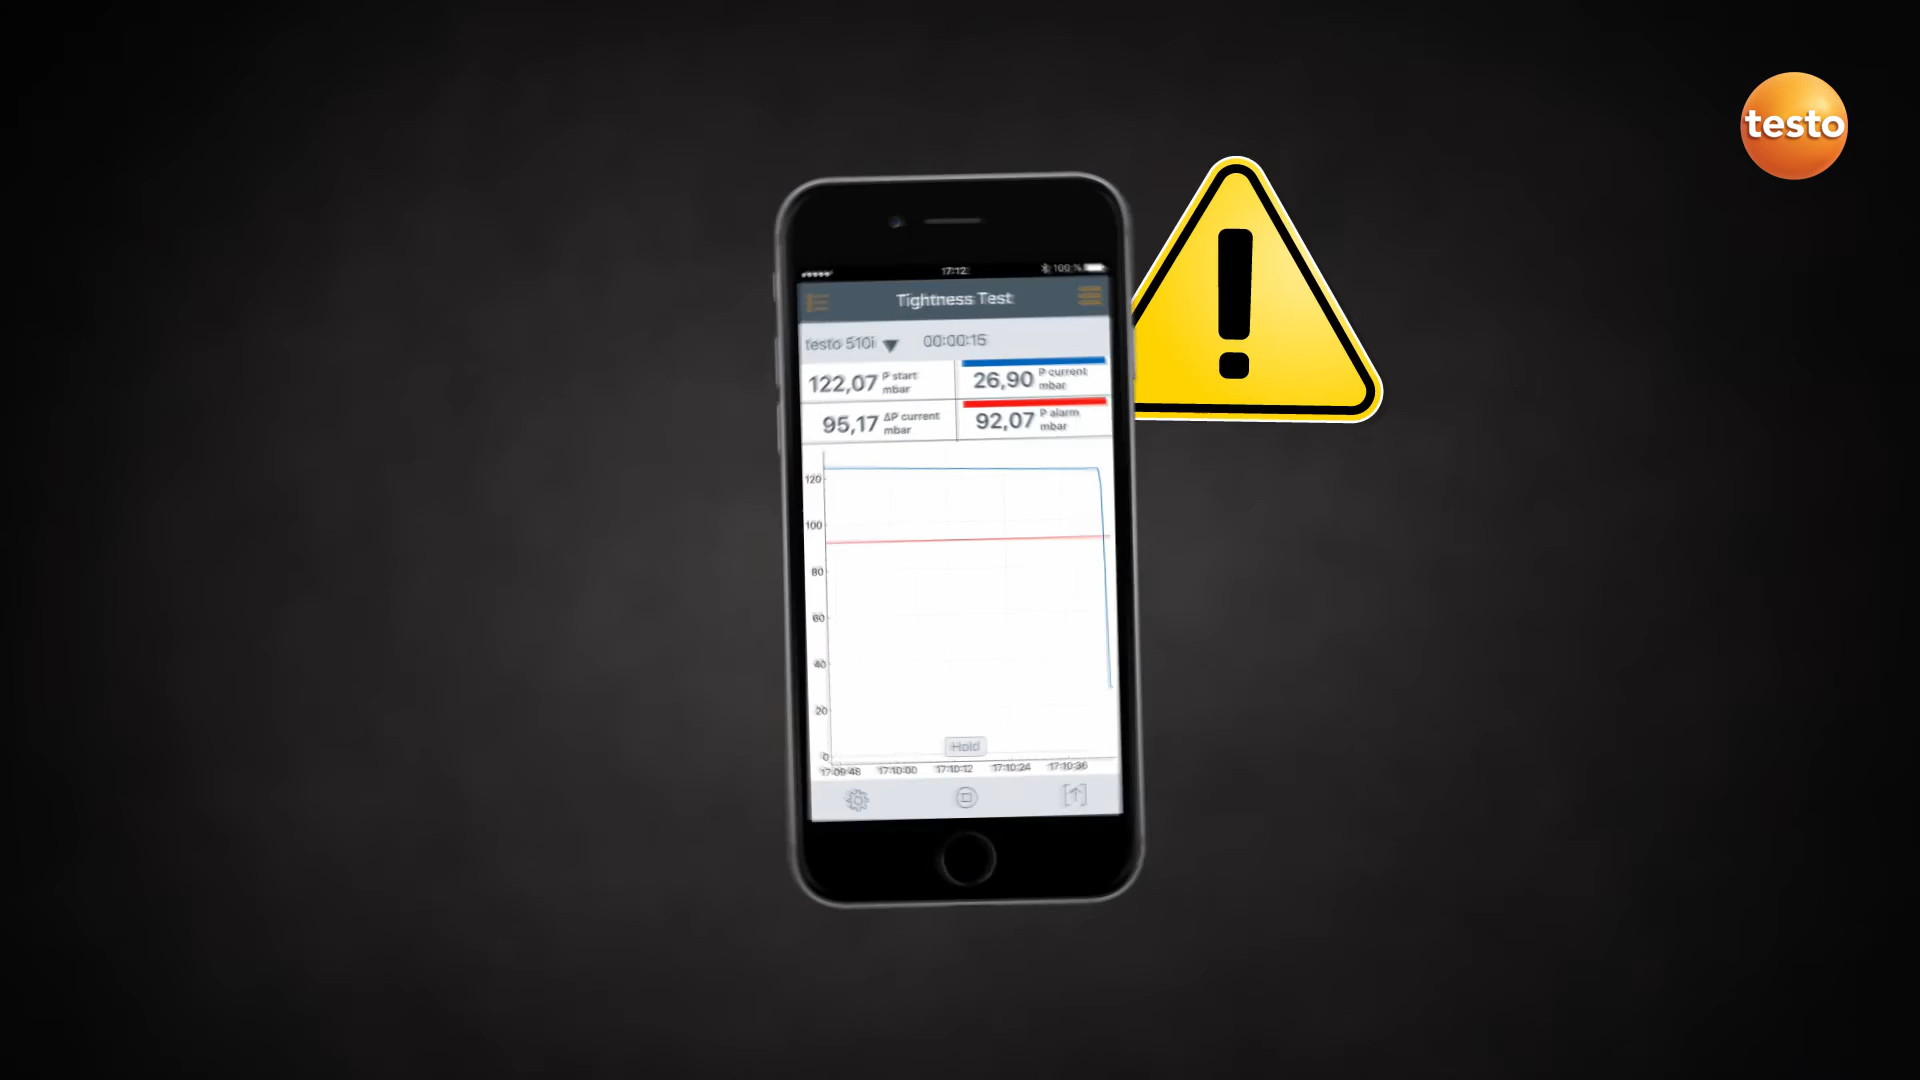 testo
17:12
100 %
Tightness Test
testo 510i
00:00:15
122,07 P start mbar
26,90 P current mbar
95,17 ΔP current mbar
92,07 P alarm mbar
120
100
80
60
40
20
0
Hold
17:09:48 17:10:00 17:10:12 17:10:24 17:10:36